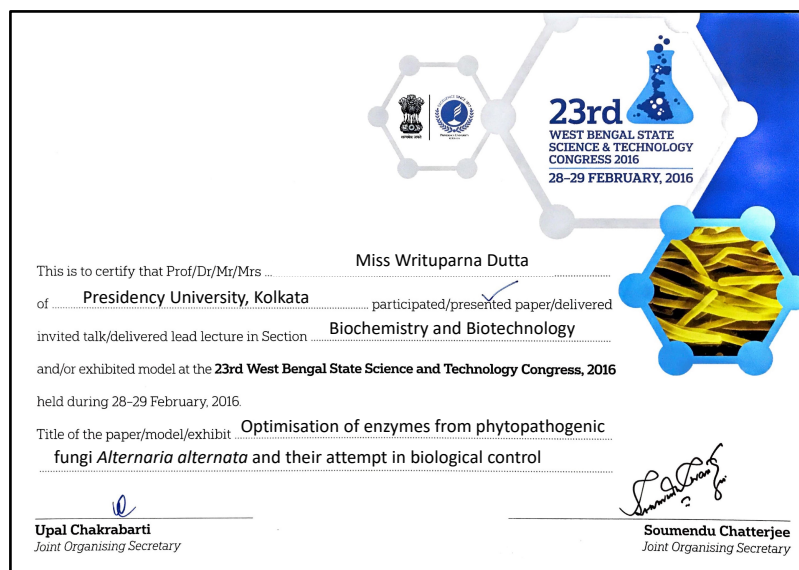 23rd
WEST BENGAL STATE
SCIENCE & TECHNOLOGY
CONGRESS 2016
28–29 FEBRUARY, 2016
This is to certify that Prof/Dr/Mr/Mrs ... Miss Writuparna Dutta
of Presidency University, Kolkata participated/presented paper/delivered
invited talk/delivered lead lecture in Section Biochemistry and Biotechnology
and/or exhibited model at the 23rd West Bengal State Science and Technology Congress, 2016
held during 28–29 February, 2016.
Title of the paper/model/exhibit Optimisation of enzymes from phytopathogenic
fungi Alternaria alternata and their attempt in biological control
Upal Chakrabarti
Joint Organising Secretary
Soumendu Chatterjee
Joint Organising Secretary